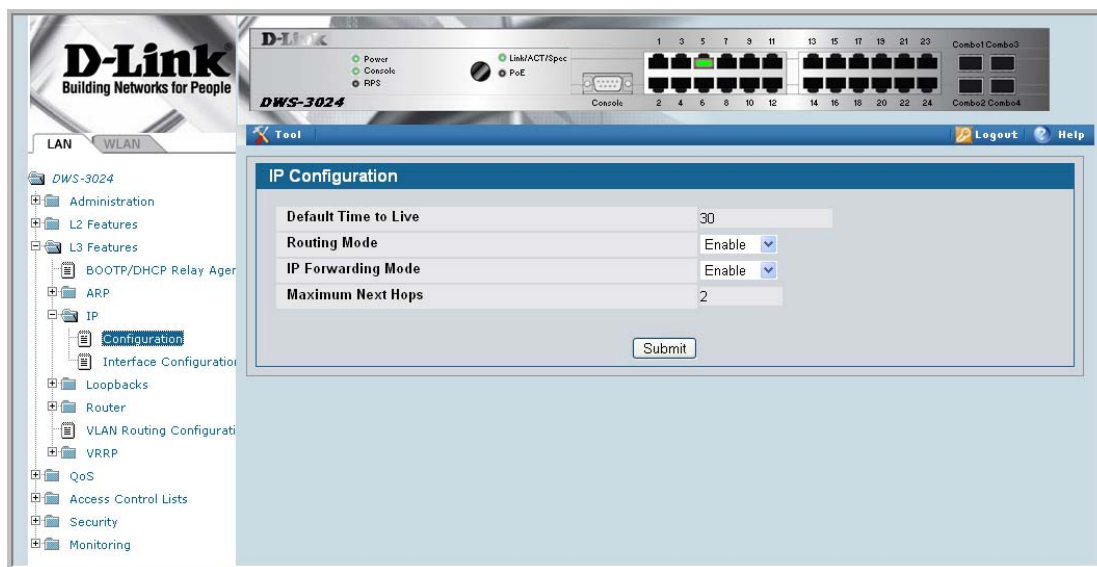 D-Link
Building Networks for People
D-Link
Power
Console
RPS
Link/ACT/Spec
PoE
DWS-3024
Console
1 3 5 7 9 11 13 15 17 19 21 23
2 4 6 8 10 12 14 16 18 20 22 24
Combo1 Combo3
Combo2 Combo4
LAN
WLAN
Tool
Logout
Help
DWS-3024
Administration
L2 Features
L3 Features
BOOTP/DHCP Relay Ager
ARP
IP
Configuration
Interface Configuration
Loopbacks
Router
VLAN Routing Configurati
VRRP
QoS
Access Control Lists
Security
Monitoring
IP Configuration
Default Time to Live 30
Routing Mode Enable
IP Forwarding Mode Enable
Maximum Next Hops 2
Submit